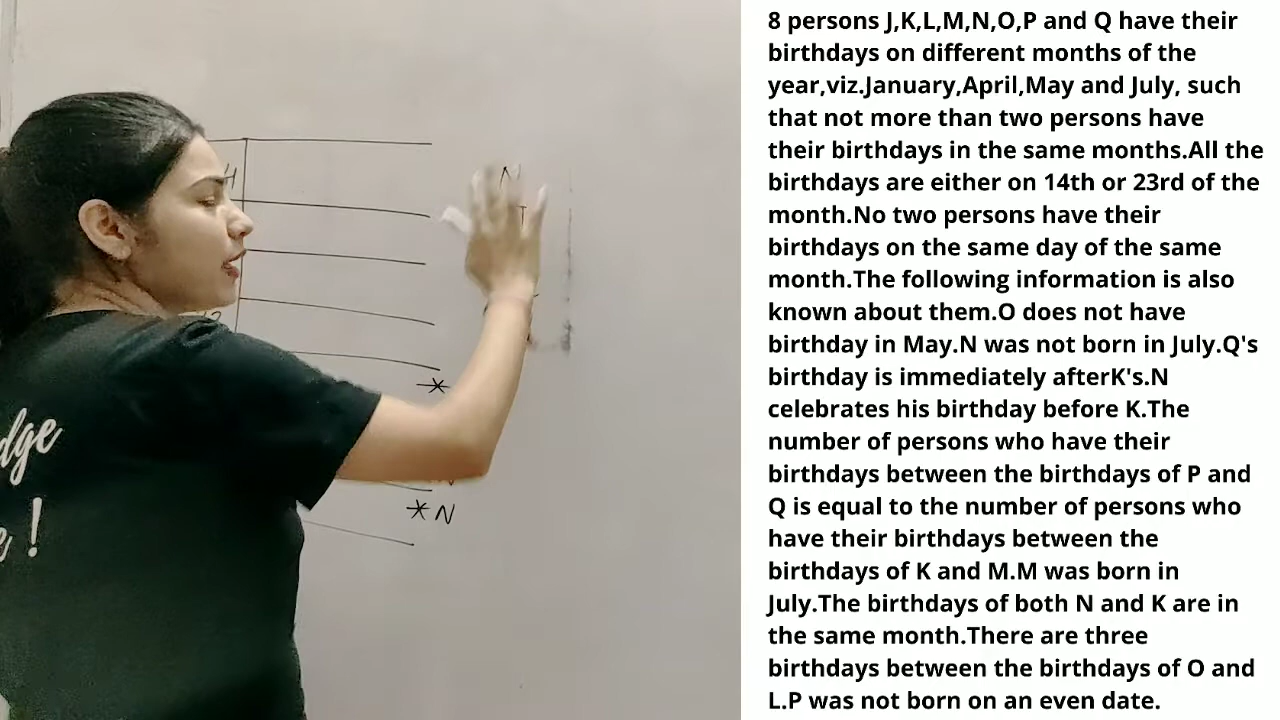 8 persons J,K,L,M,N,O,P and Q have their
birthdays on different months of the
year,viz.January,April,May and July, such
that not more than two persons have
their birthdays in the same months.All the
birthdays are either on 14th or 23rd of the
month.No two persons have their
birthdays on the same day of the same
month.The following information is also
known about them.O does not have
birthday in May.N was not born in July.Q's
birthday is immediately afterK's.N
celebrates his birthday before K.The
number of persons who have their
birthdays between the birthdays of P and
Q is equal to the number of persons who
have their birthdays between the
birthdays of K and M.M was born in
July.The birthdays of both N and K are in
the same month.There are three
birthdays between the birthdays of O and
L.P was not born on an even date.
N
*
* N
!